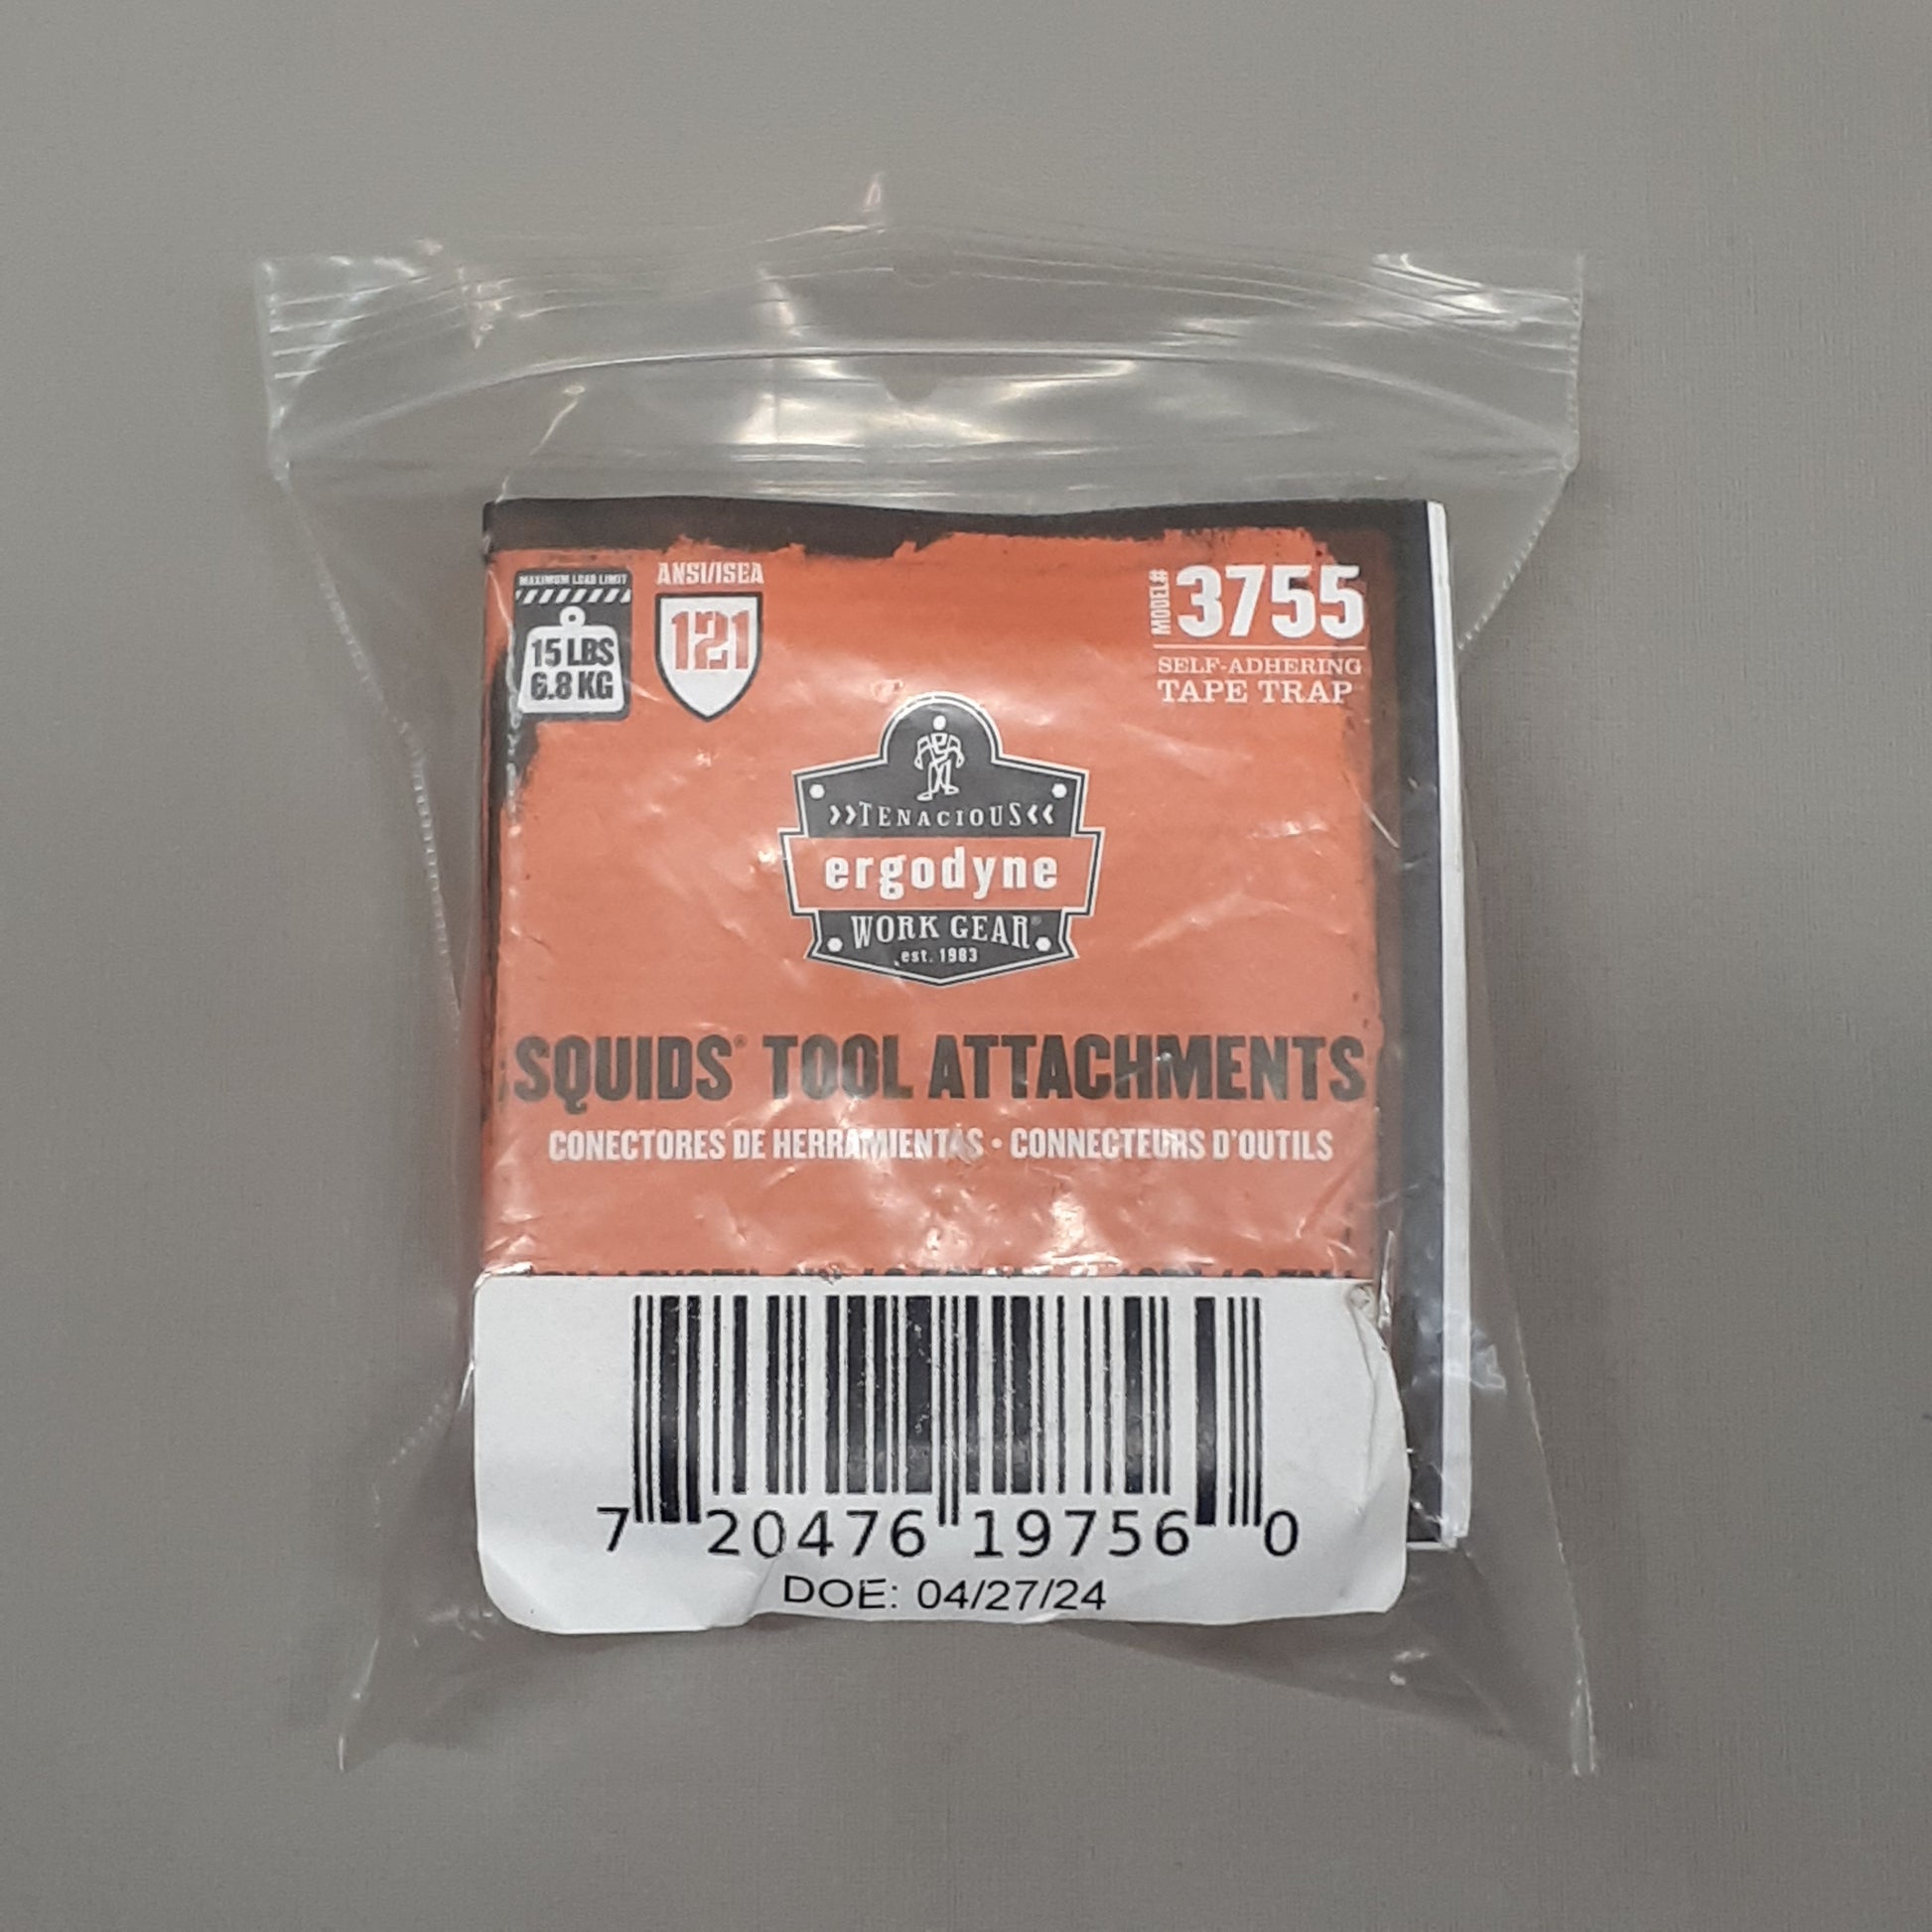 MAXIMUM LOAD LIMIT
15 LBS
6.8 KG
ANSI/ISEA
121
MODEL# 3755
SELF-ADHERING
TAPE TRAP
TENACIOUS
ergodyne
WORK GEAR®
est. 1983
SQUIDS® TOOL ATTACHMENTS
CONECTORES DE HERRAMIENTAS • CONNECTEURS D'OUTILS
7 20476 19756 0
DOE: 04/27/24